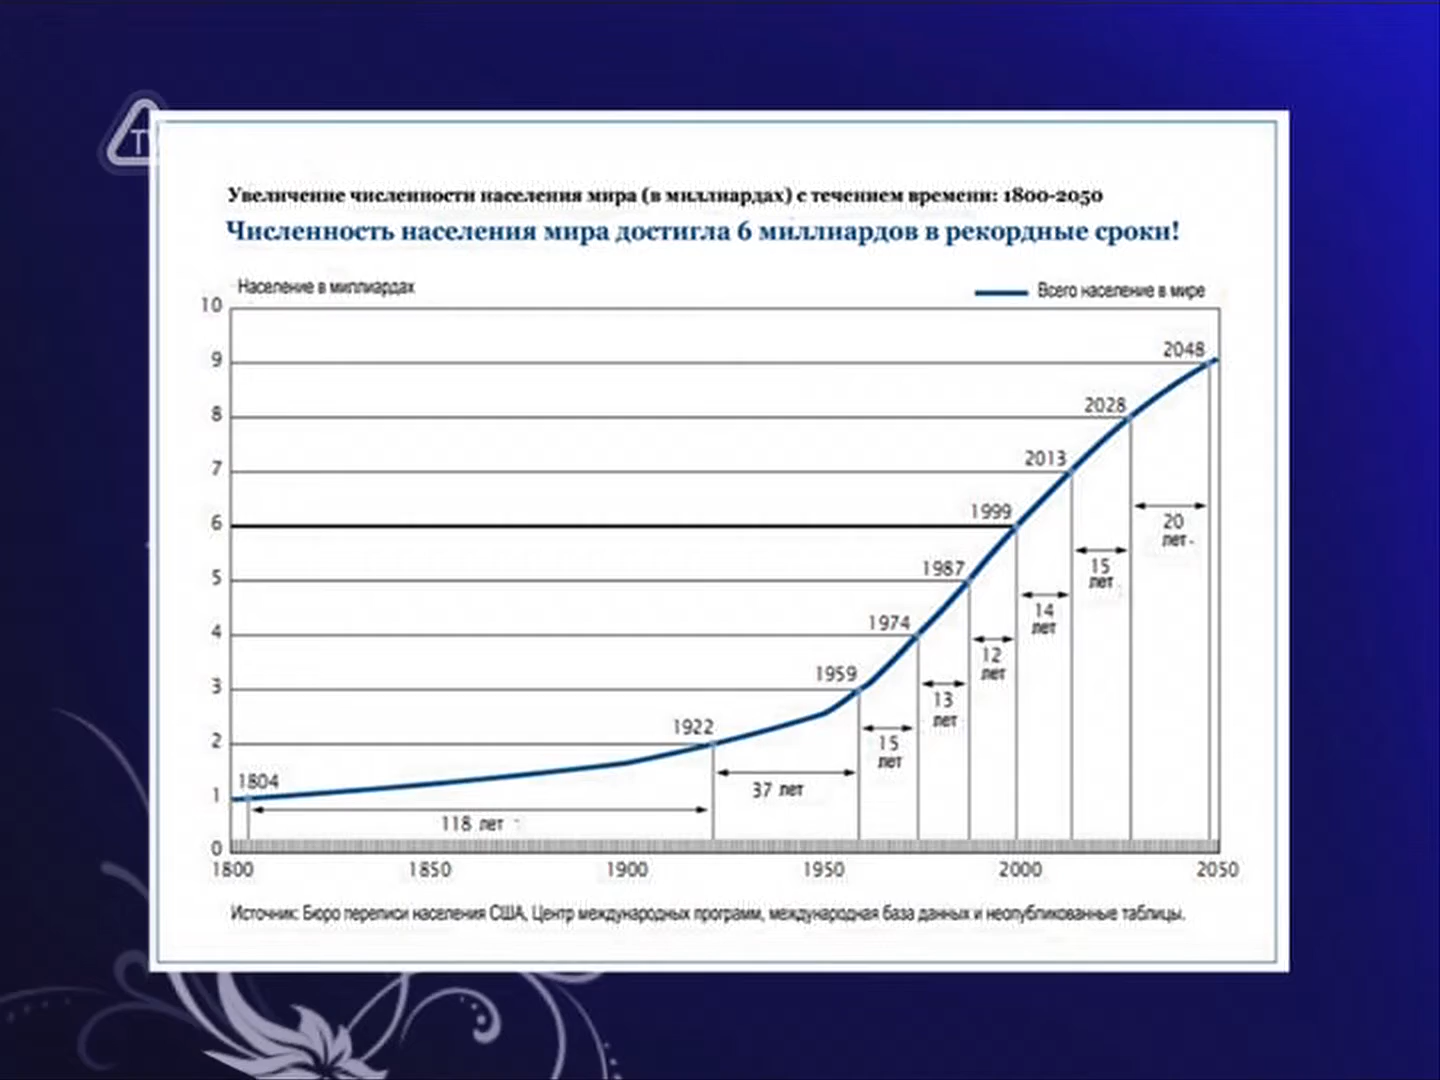 TV
Увеличение численности населения мира (в миллиардах) с течением времени: 1800-2050
Численность населения мира достигла 6 миллиардов в рекордные сроки!
Население в миллиардах
Всего население в мире
10
9
8
7
6
5
4
3
2
1
0
2048
2028
2013
1999
1987
1974
1959
1922
1804
20
лет
15
лет
14
лет
12
лет
13
лет
15
лет
37 лет
118 лет
1800 1850 1900 1950 2000 2050
Источник: Бюро переписи населения США, Центр международных программ, международная база данных и неопубликованные таблицы.